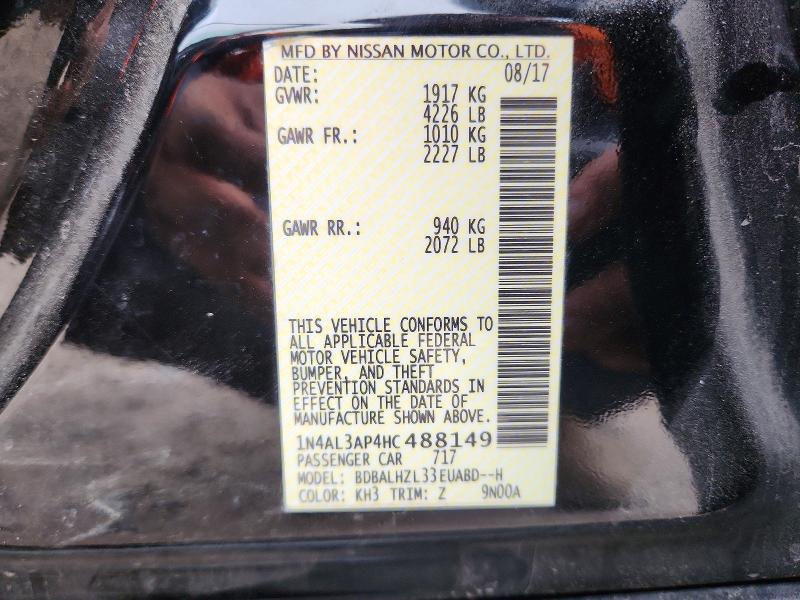 MFD BY NISSAN MOTOR CO., LTD.
DATE: 08/17
GVWR: 1917 KG
4226 LB
GAWR FR.: 1010 KG
2227 LB
GAWR RR.: 940 KG
2072 LB
THIS VEHICLE CONFORMS TO
ALL APPLICABLE FEDERAL
MOTOR VEHICLE SAFETY,
BUMPER, AND THEFT
PREVENTION STANDARDS IN
EFFECT ON THE DATE OF
MANUFACTURE SHOWN ABOVE.
1N4AL3AP4HC488149
PASSENGER CAR 717
MODEL: BDBALHZL33EUABD--H
COLOR: KH3 TRIM: Z 9N00A